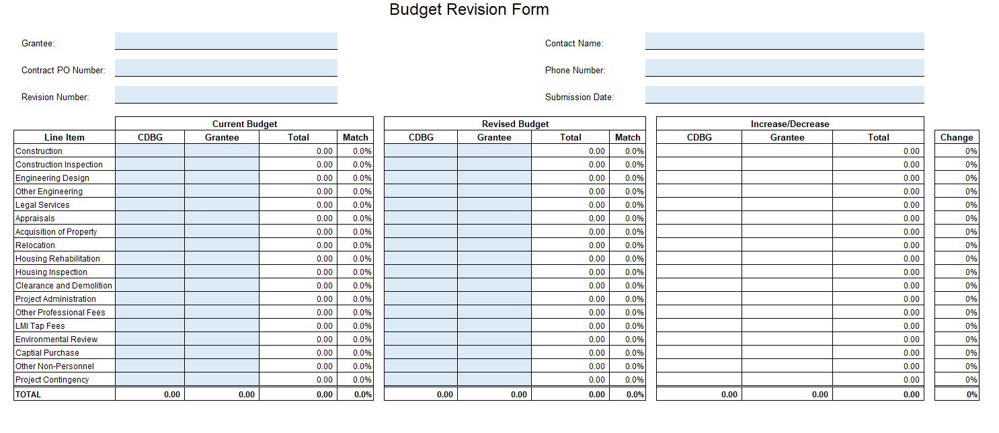 Budget Revision Form
Grantee: Contact Name:
Contract PO Number: Phone Number:
Revision Number: Submission Date:
Current Budget Revised Budget Increase/Decrease
Line Item CDBG Grantee Total Match CDBG Grantee Total Match CDBG Grantee Total Change
Construction 0.00 0.0% 0.00 0.0% 0.00 0%
Construction Inspection 0.00 0.0% 0.00 0.0% 0.00 0%
Engineering Design 0.00 0.0% 0.00 0.0% 0.00 0%
Other Engineering 0.00 0.0% 0.00 0.0% 0.00 0%
Legal Services 0.00 0.0% 0.00 0.0% 0.00 0%
Appraisals 0.00 0.0% 0.00 0.0% 0.00 0%
Acquisition of Property 0.00 0.0% 0.00 0.0% 0.00 0%
Relocation 0.00 0.0% 0.00 0.0% 0.00 0%
Housing Rehabilitation 0.00 0.0% 0.00 0.0% 0.00 0%
Housing Inspection 0.00 0.0% 0.00 0.0% 0.00 0%
Clearance and Demolition 0.00 0.0% 0.00 0.0% 0.00 0%
Project Administration 0.00 0.0% 0.00 0.0% 0.00 0%
Other Professional Fees 0.00 0.0% 0.00 0.0% 0.00 0%
LMI Tap Fees 0.00 0.0% 0.00 0.0% 0.00 0%
Environmental Review 0.00 0.0% 0.00 0.0% 0.00 0%
Captial Purchase 0.00 0.0% 0.00 0.0% 0.00 0%
Other Non-Personnel 0.00 0.0% 0.00 0.0% 0.00 0%
Project Contingency 0.00 0.0% 0.00 0.0% 0.00 0%
TOTAL 0.00 0.00 0.00 0.0% 0.00 0.00 0.00 0.0% 0.00 0.00 0.00 0%